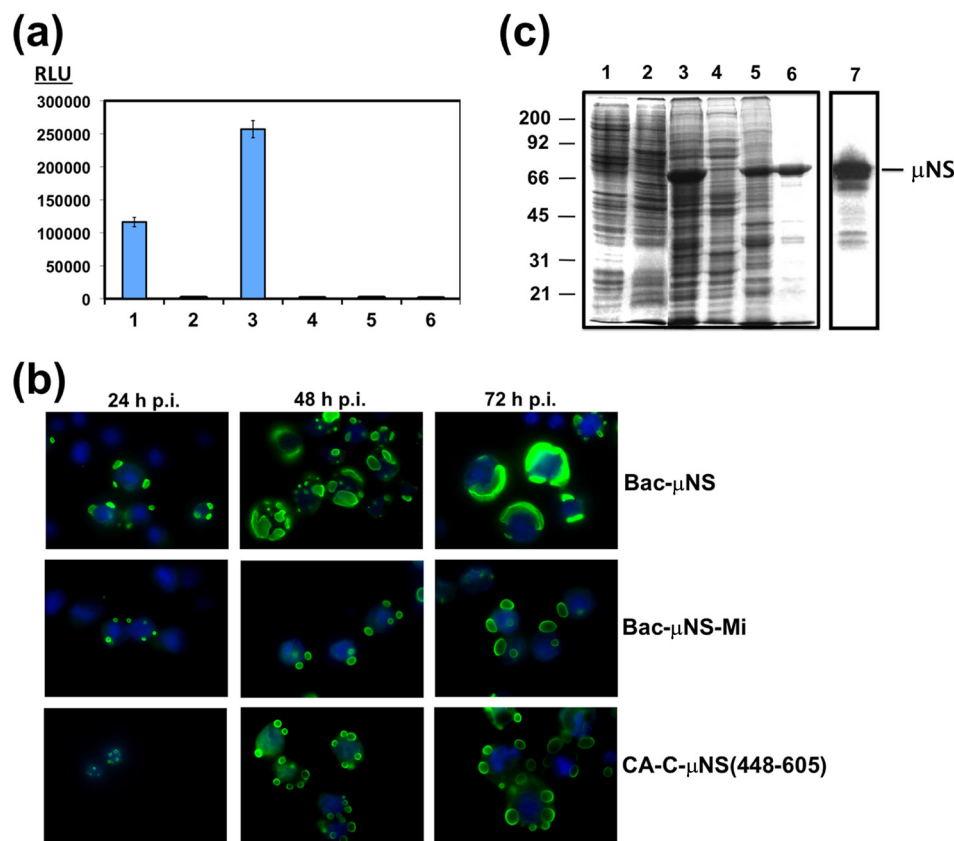 (a)
RLU
300000
250000
200000
150000
100000
50000
0
1 2 3 4 5 6
(c)
1 2 3 4 5 6 7
200
92
66
45
31
21
μNS
(b)
24 h p.i. 48 h p.i. 72 h p.i.
Bac-μNS
Bac-μNS-Mi
CA-C-μNS(448-605)